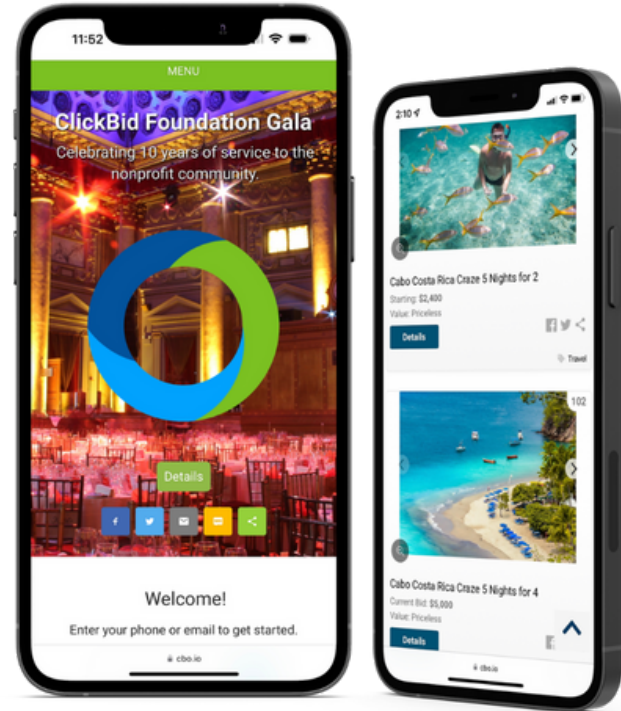 11:52
MENU
ClickBid Foundation Gala
Celebrating 10 years of service to the
nonprofit community.
Details
Welcome!
Enter your phone or email to get started.
cbo.io
2:10
Cabo Costa Rica Craze 5 Nights for 2
Starting: $2,400
Value: Priceless
Details
Travel
102
Cabo Costa Rica Craze 5 Nights for 4
Current Bid: $5,000
Value: Priceless
Details
cbo.io